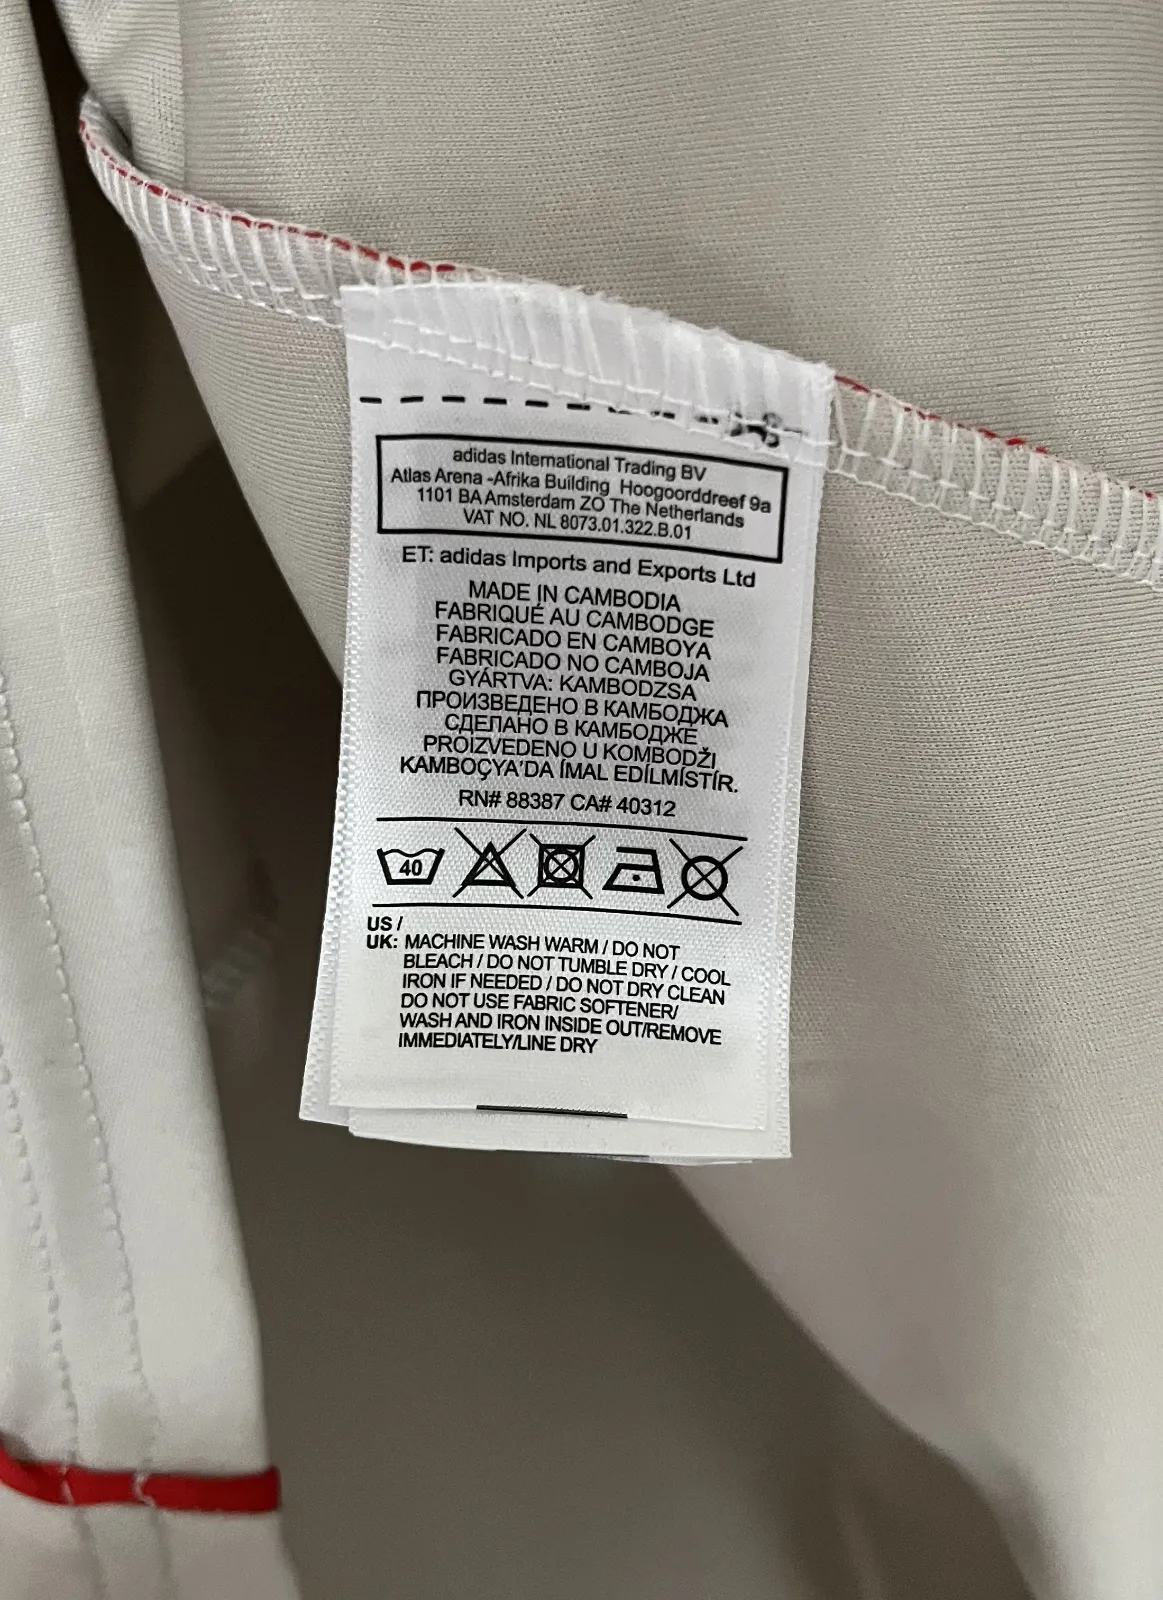 adidas International Trading BV
Atlas Arena -Afrika Building Hoogoorddreef 9a
1101 BA Amsterdam ZO The Netherlands
VAT NO. NL 8073.01.322.B.01
ET: adidas Imports and Exports Ltd
MADE IN CAMBODIA
FABRIQUÉ AU CAMBODGE
FABRICADO EN CAMBOYA
FABRICADO NO CAMBOJA
GYÁRTVA: KAMBODZSA
ПРОИЗВЕДЕНО В КАМБОДЖА
СДЕЛАНО В КАМБОДЖЕ
PROIZVEDENO U KOMBODŽI
KAMBOÇYA'DA ÍMAL EDÍLMÍSTÍR.
RN# 88387 CA# 40312
40
US /
UK: MACHINE WASH WARM / DO NOT
BLEACH / DO NOT TUMBLE DRY / COOL
IRON IF NEEDED / DO NOT DRY CLEAN
DO NOT USE FABRIC SOFTENER/
WASH AND IRON INSIDE OUT/REMOVE
IMMEDIATELY/LINE DRY